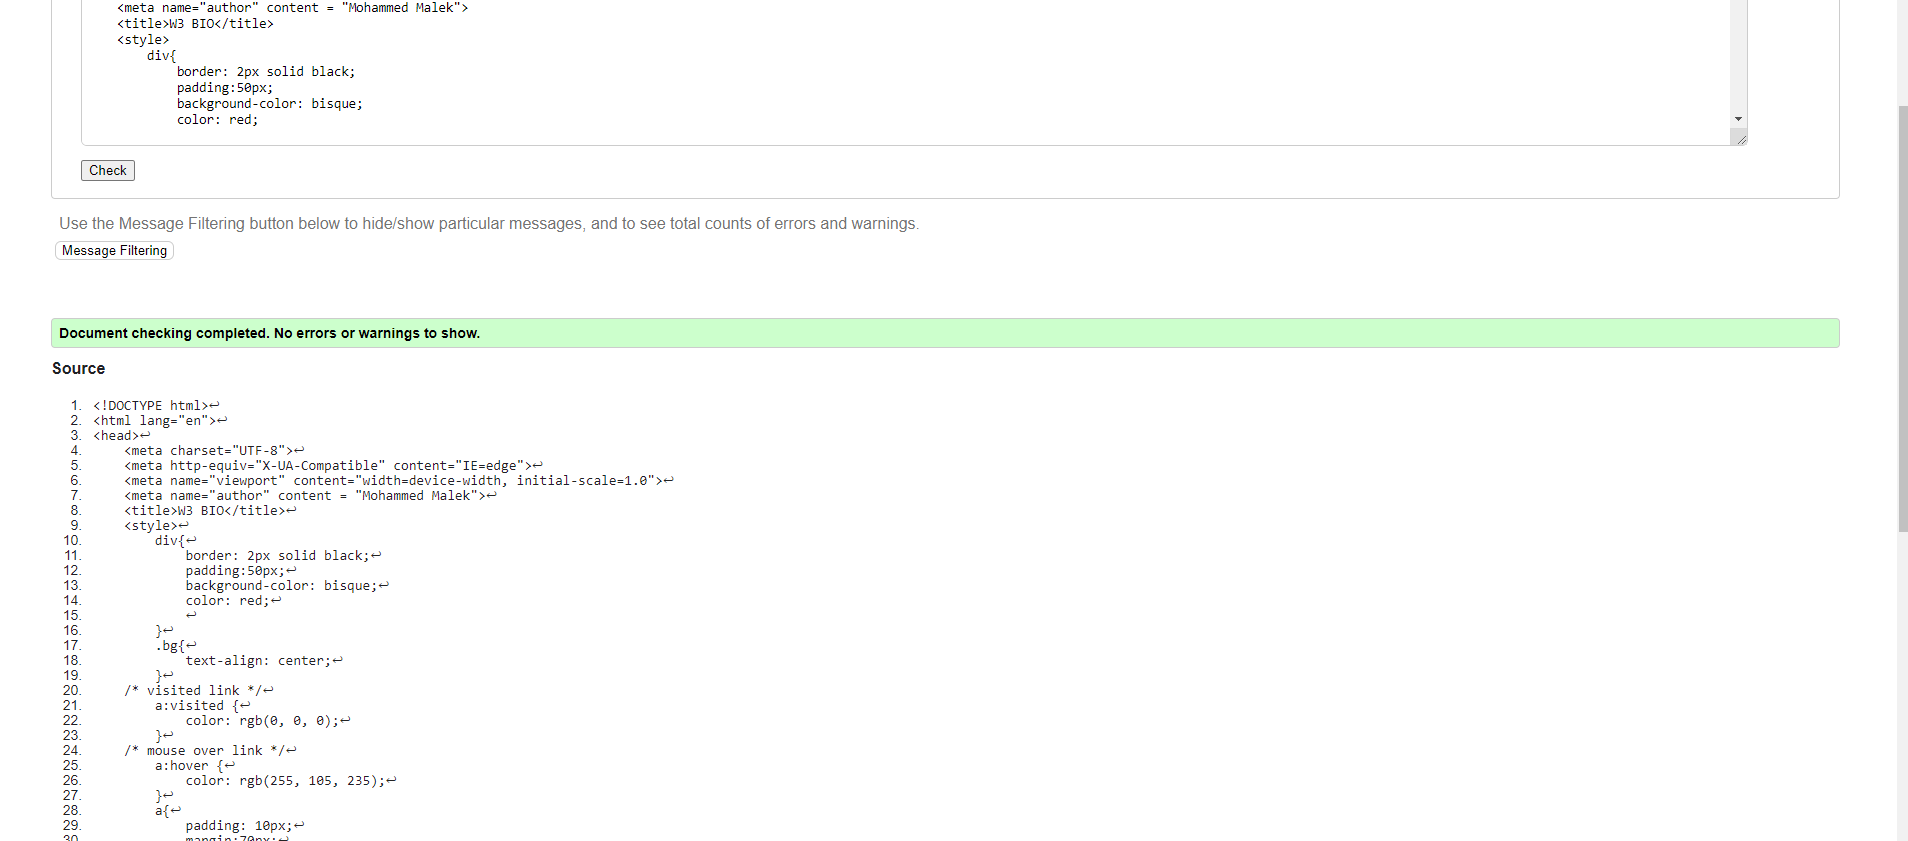 <meta name="author" content = "Mohammed Malek">
<title>W3 BIO</title>
<style>
div{
border: 2px solid black;
padding:50px;
background-color: bisque;
color: red;
Check
Use the Message Filtering button below to hide/show particular messages, and to see total counts of errors and warnings.
Message Filtering
Document checking completed. No errors or warnings to show.
Source
1. <!DOCTYPE html>↩
2. <html lang="en">↩
3. <head>↩
4. <meta charset="UTF-8">↩
5. <meta http-equiv="X-UA-Compatible" content="IE=edge">↩
6. <meta name="viewport" content="width=device-width, initial-scale=1.0">↩
7. <meta name="author" content = "Mohammed Malek">↩
8. <title>W3 BIO</title>↩
9. <style>↩
10. div{↩
11. border: 2px solid black;↩
12. padding:50px;↩
13. background-color: bisque;↩
14. color: red;↩
15. ↩
16. }↩
17. .bg{↩
18. text-align: center;↩
19. }↩
20. /* visited link */↩
21. a:visited {↩
22. color: rgb(0, 0, 0);↩
23. }↩
24. /* mouse over link */↩
25. a:hover {↩
26. color: rgb(255, 105, 235);↩
27. }↩
28. a{↩
29. padding: 10px;↩
30. margin:70px;↩